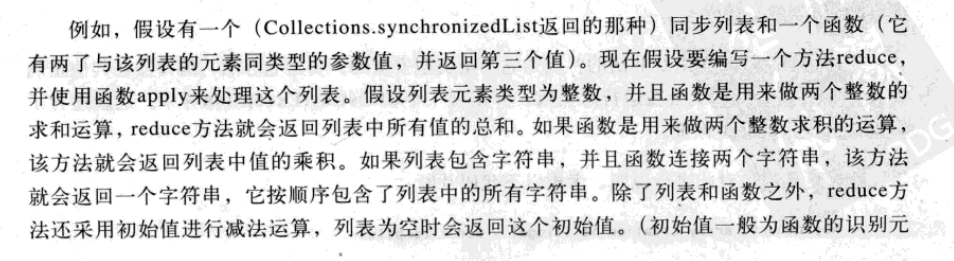 例如，假设有一个（Collections.synchronizedList返回的那种）同步列表和一个函数（它
有两了与该列表的元素同类型的参数值，并返回第三个值）。现在假设要编写一个方法reduce，
并使用函数apply来处理这个列表。假设列表元素类型为整数，并且函数是用来做两个整数的
求和运算，reduce方法就会返回列表中所有值的总和。如果函数是用来做两个整数求积的运算，
该方法就会返回列表中值的乘积。如果列表包含字符串，并且函数连接两个字符串，该方法
就会返回一个字符串，它按顺序包含了列表中的所有字符串。除了列表和函数之外，reduce方
法还采用初始值进行减法运算，列表为空时会返回这个初始值。（初始值一般为函数的识别元